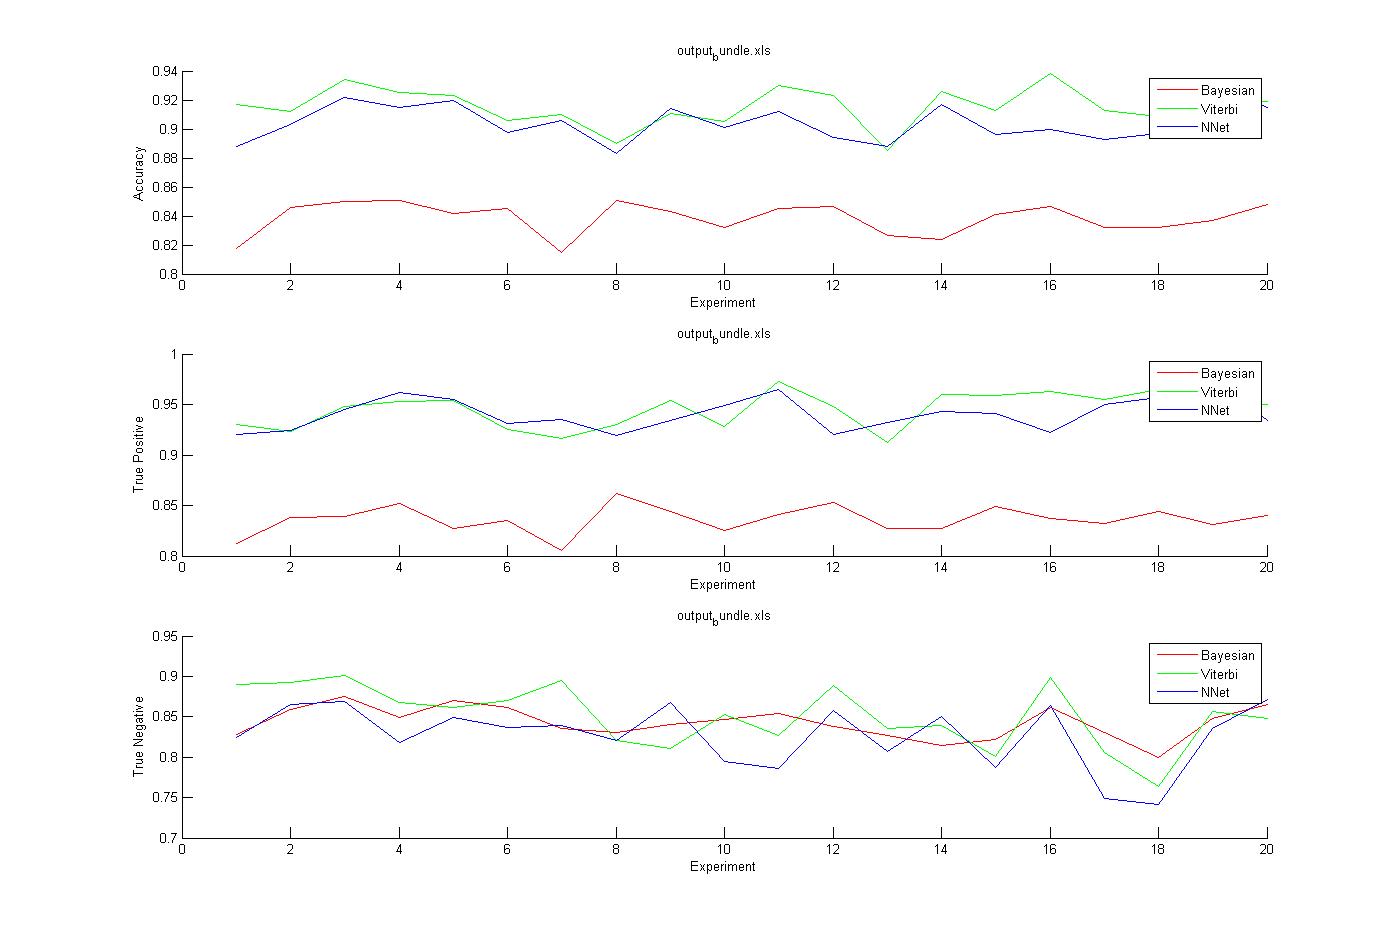 output_bundle.xls
0.94
0.92
0.9
0.88
0.86
0.84
0.82
0.8
Accuracy
Bayesian
Viterbi
NNet
0 2 4 6 8 10 12 14 16 18 20
Experiment
output_bundle.xls
1
0.95
0.9
0.85
0.8
True Positive
Bayesian
Viterbi
NNet
0 2 4 6 8 10 12 14 16 18 20
Experiment
output_bundle.xls
0.95
0.9
0.85
0.8
0.75
0.7
True Negative
Bayesian
Viterbi
NNet
0 2 4 6 8 10 12 14 16 18 20
Experiment